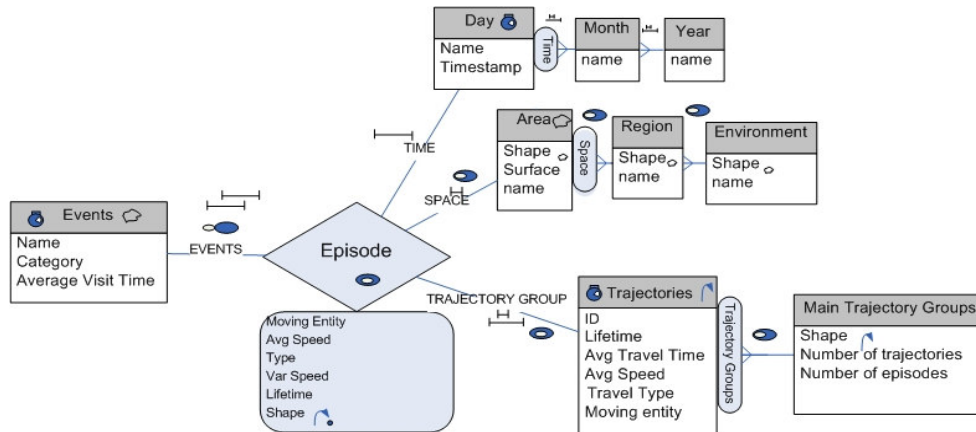 Day
Name
Timestamp
Time
Month
name
Year
name
TIME
Area
Shape
Surface
name
Space
Region
Shape
name
Environment
Shape
name
SPACE
Events
Name
Category
Average Visit Time
EVENTS
Episode
Moving Entity
Avg Speed
Type
Var Speed
Lifetime
Shape
TRAJECTORY GROUP
Trajectories
ID
Lifetime
Avg Travel Time
Avg Speed
Travel Type
Moving entity
Trajectory Groups
Main Trajectory Groups
Shape
Number of trajectories
Number of episodes